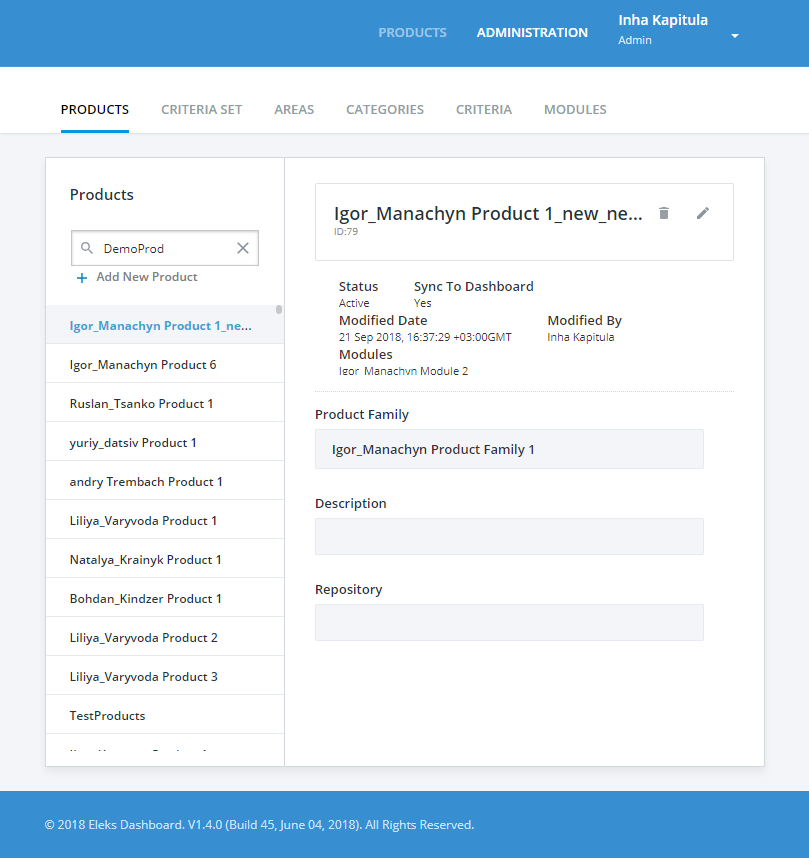 PRODUCTS
ADMINISTRATION
Inha Kapitula
Admin
PRODUCTS
CRITERIA SET
AREAS
CATEGORIES
CRITERIA
MODULES
Products
DemoProd
+ Add New Product
Igor_Manachyn Product 1_ne...
Igor_Manachyn Product 6
Ruslan_Tsanko Product 1
yuriy_datsiv Product 1
andry Trembach Product 1
Liliya_Varyvoda Product 1
Natalya_Krainyk Product 1
Bohdan_Kindzer Product 1
Liliya_Varyvoda Product 2
Liliya_Varyvoda Product 3
TestProducts
Igor_Manachyn Product 1_new_ne...
ID:79
Status
Active
Sync To Dashboard
Yes
Modified Date
21 Sep 2018, 16:37:29 +03:00GMT
Modified By
Inha Kapitula
Modules
Igor_Manachyn Module 2
Product Family
Igor_Manachyn Product Family 1
Description
Repository
© 2018 Eleks Dashboard. V1.4.0 (Build 45, June 04, 2018). All Rights Reserved.